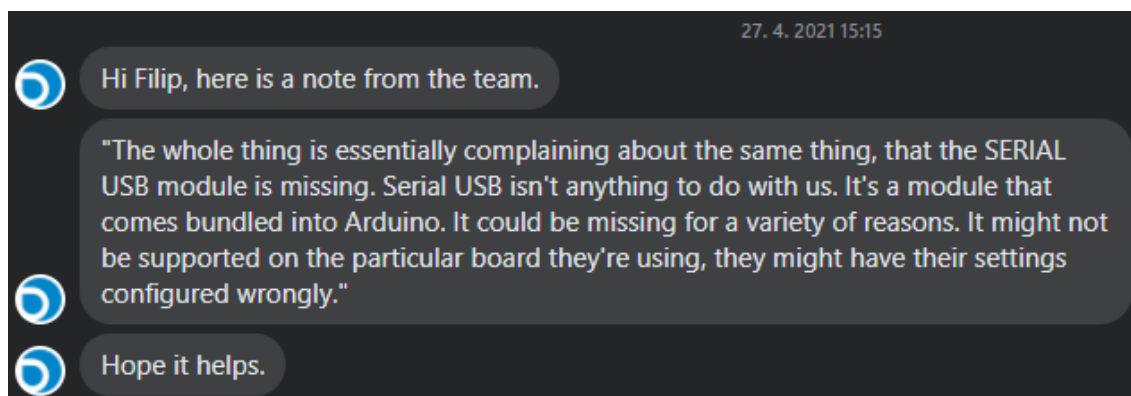 27. 4. 2021 15:15
Hi Filip, here is a note from the team.
"The whole thing is essentially complaining about the same thing, that the SERIAL
USB module is missing. Serial USB isn't anything to do with us. It's a module that
comes bundled into Arduino. It could be missing for a variety of reasons. It might not
be supported on the particular board they're using, they might have their settings
configured wrongly."
Hope it helps.